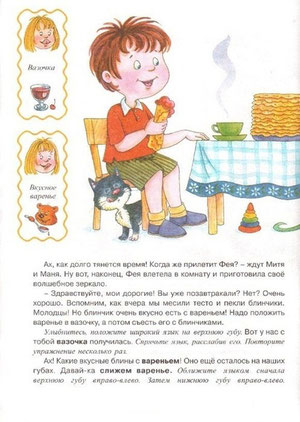 Вазочка
Вкусное
варенье
Ах, как долго тянется время! Когда же прилетит Фея? – ждут Митя
и Маня. Ну вот, наконец, Фея влетела в комнату и приготовила своё
волшебное зеркало.
– Здравствуйте, мои дорогие! Вы уже позавтракали? Нет? Очень
хорошо. Вспомним, как вчера мы месили тесто и пекли блинчики.
Молодцы! Но блинчик очень вкусно есть с вареньем! Надо положить
варенье в вазочку, а потом съесть его с блинчиками.
Улыбнитесь, положите широкий язык на верхнюю губу. Вот у нас с
тобой вазочка получилась. Спрячьте язык, расслабив его. Повторите
упражнение несколько раз.
Ах! Какие вкусные блины с вареньем! Оно ещё осталось на наших
губах. Давай-ка слижем варенье. Оближите языком сначала
верхнюю губу вправо-влево. Затем нижнюю губу вправо-влево.